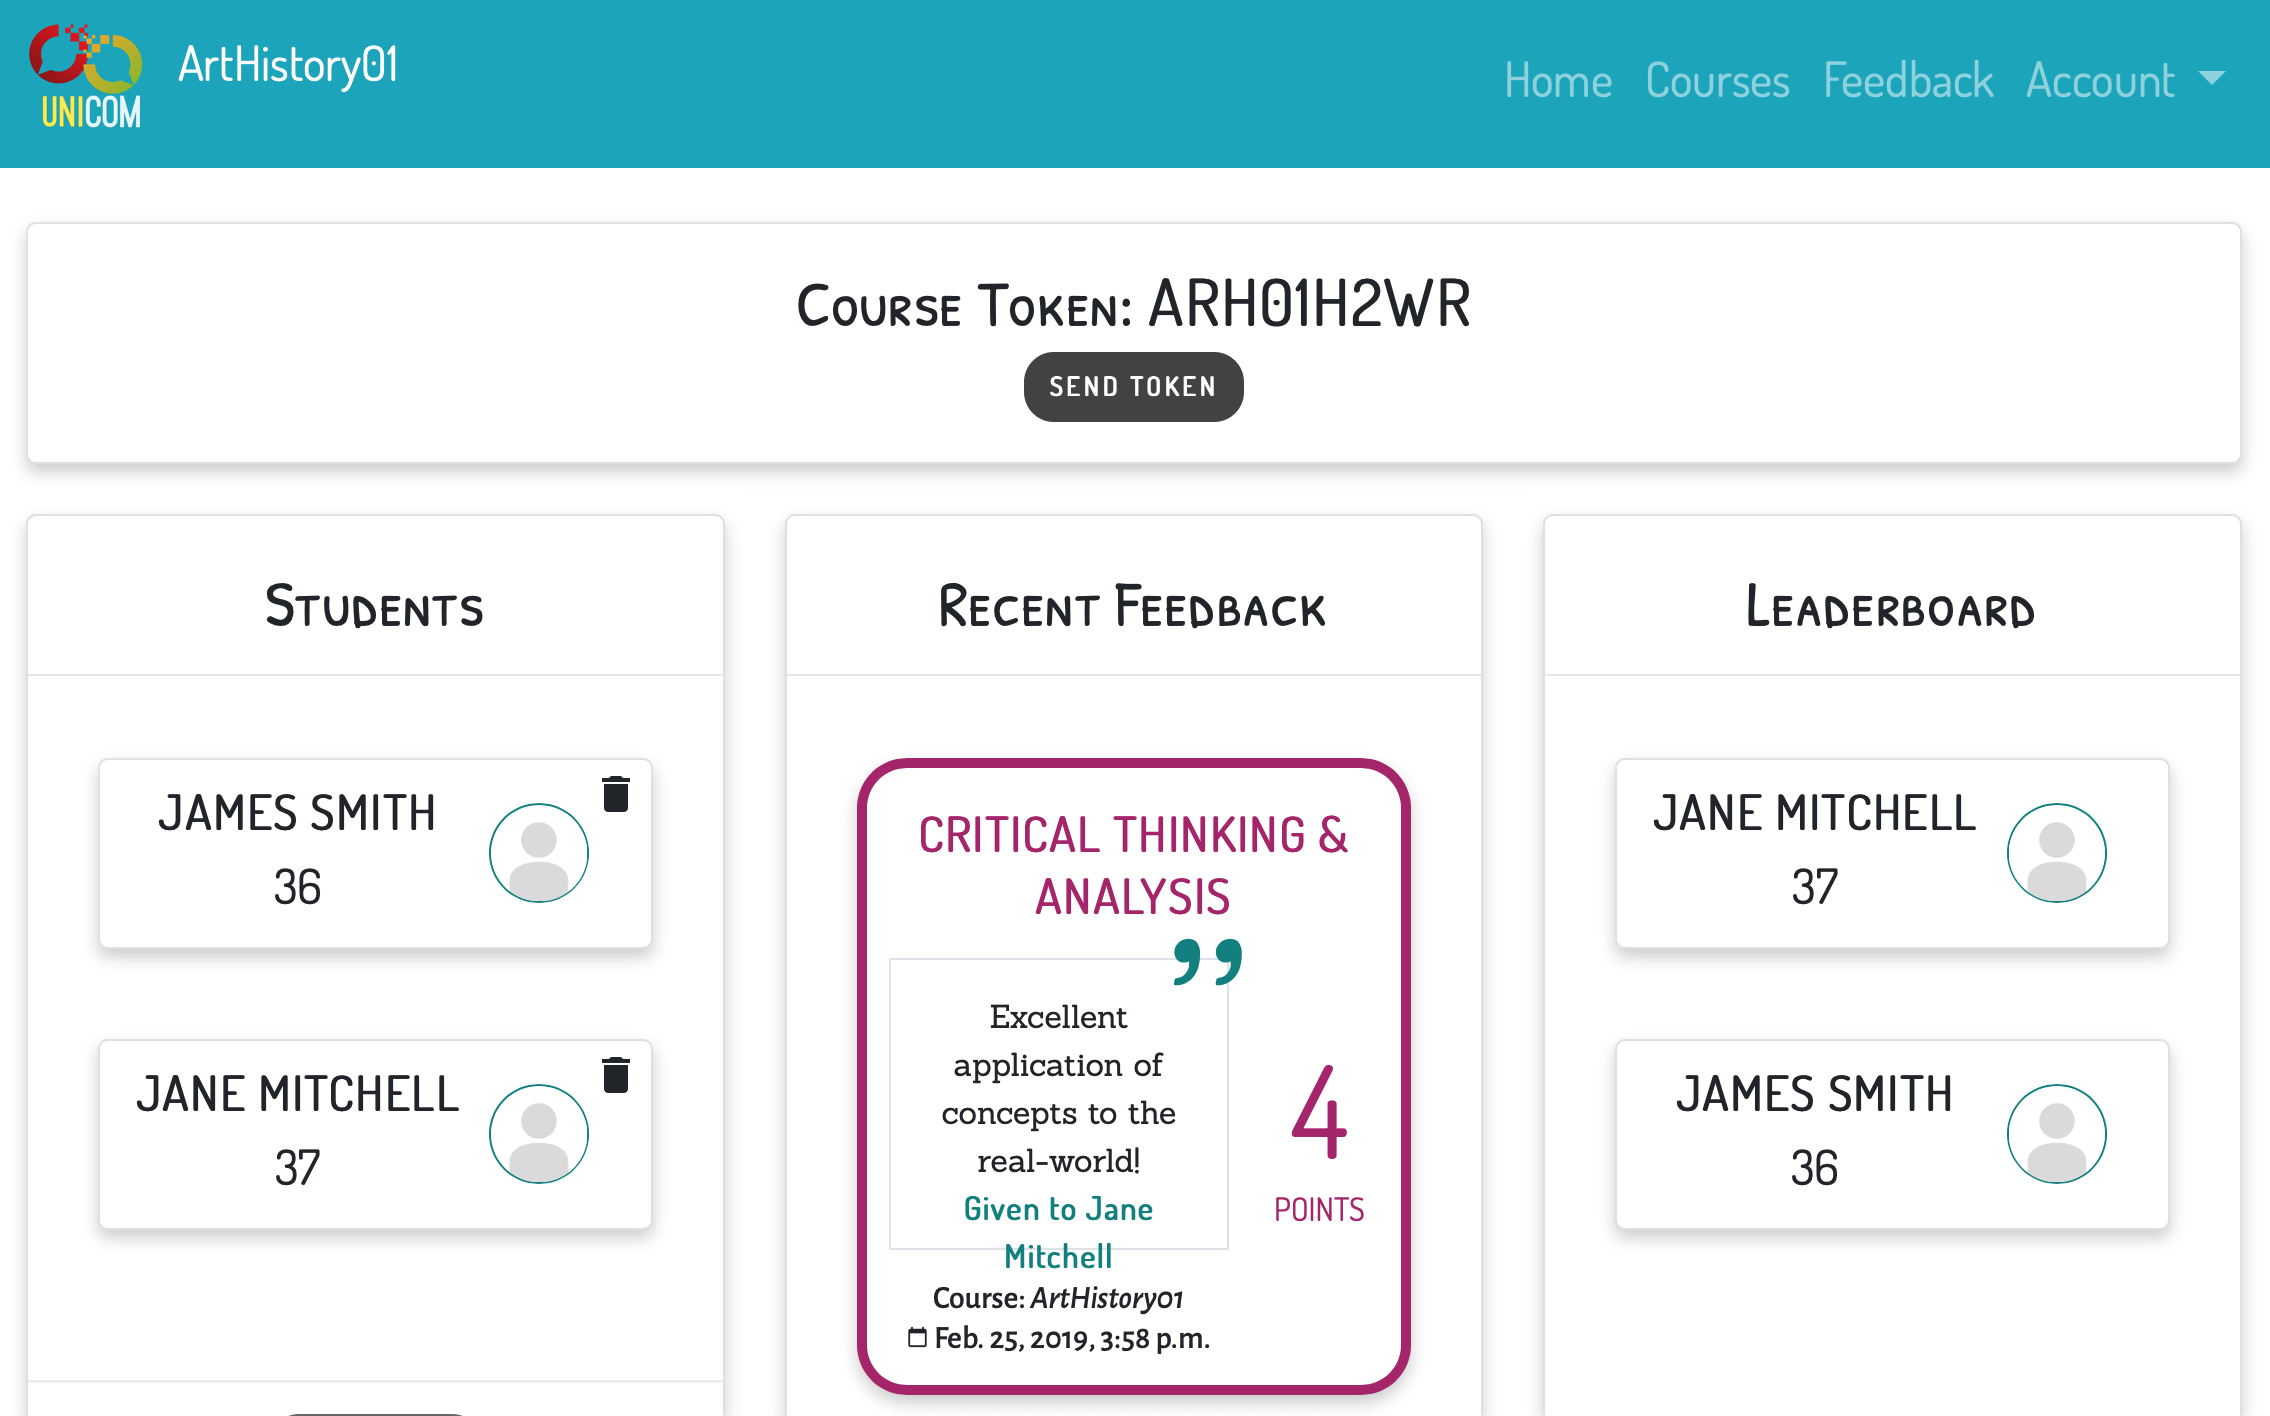 UNICOM
ArtHistory01
Home Courses Feedback Account
Course Token: ARH01H2WR
SEND TOKEN
Students
JAMES SMITH
36
JANE MITCHELL
37
Recent Feedback
CRITICAL THINKING &
ANALYSIS
”
Excellent
application of
concepts to the
real-world!
Given to Jane
Mitchell
4
POINTS
Course: ArtHistory01
Feb. 25, 2019, 3:58 p.m.
Leaderboard
JANE MITCHELL
37
JAMES SMITH
36